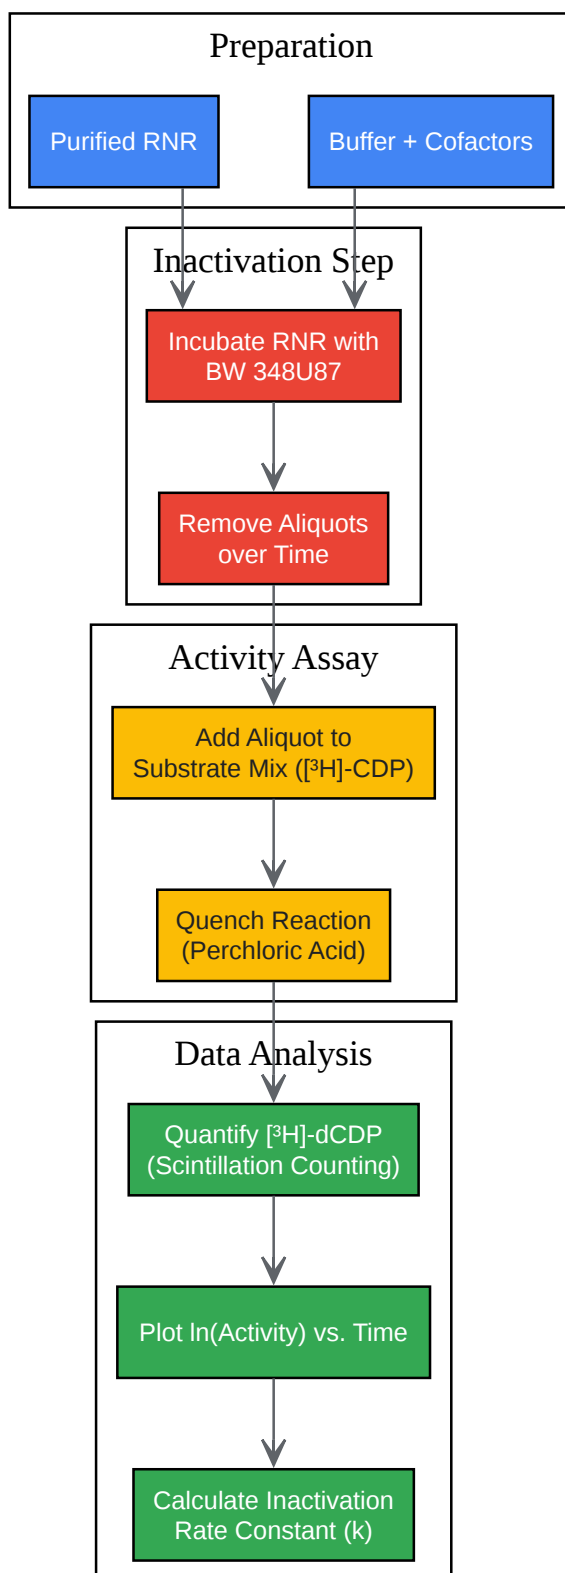 Preparation
Purified RNR
Buffer + Cofactors
Inactivation Step
Incubate RNR with
BW 348U87
Remove Aliquots
over Time
Activity Assay
Add Aliquot to
Substrate Mix ([³H]-CDP)
Quench Reaction
(Perchloric Acid)
Data Analysis
Quantify [³H]-dCDP
(Scintillation Counting)
Plot ln(Activity) vs. Time
Calculate Inactivation
Rate Constant (k)